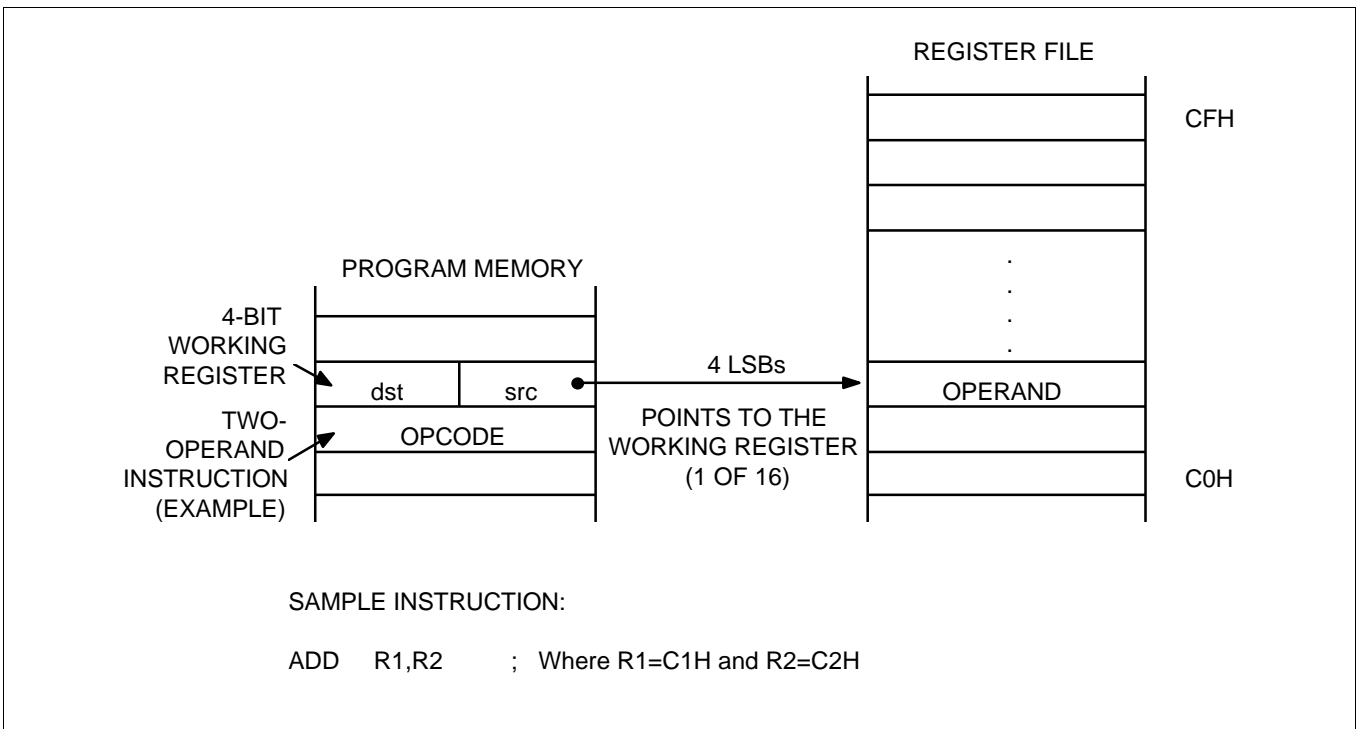 REGISTER FILE
CFH
.
.
.
.
PROGRAM MEMORY
4-BIT
WORKING
REGISTER
dst src
4 LSBs
OPERAND
TWO-
OPERAND
INSTRUCTION
(EXAMPLE)
OPCODE
POINTS TO THE
WORKING REGISTER
(1 OF 16)
C0H
SAMPLE INSTRUCTION:
ADD R1,R2 ; Where R1=C1H and R2=C2H